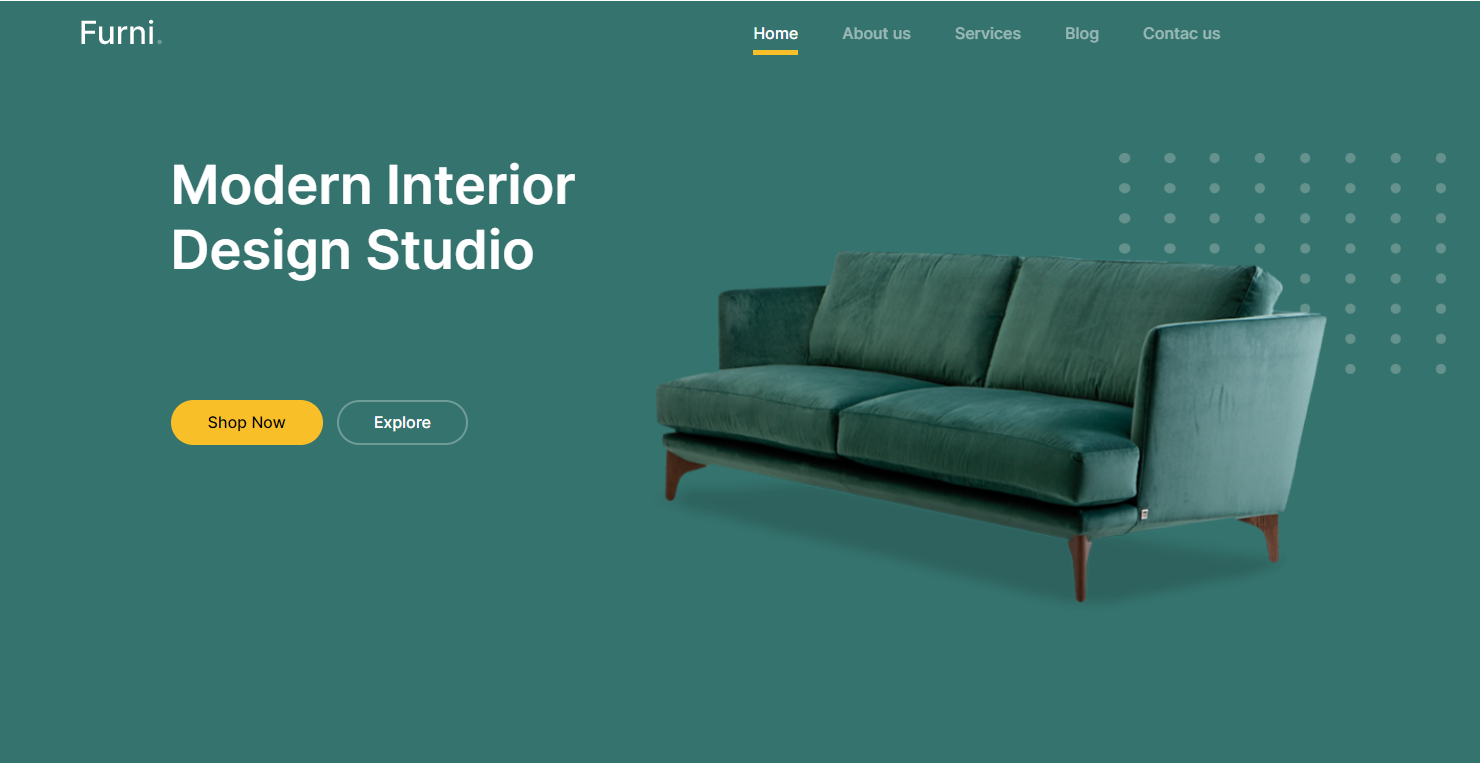 Furni.
Home About us Services Blog Contac us
Modern Interior
Design Studio
Shop Now Explore